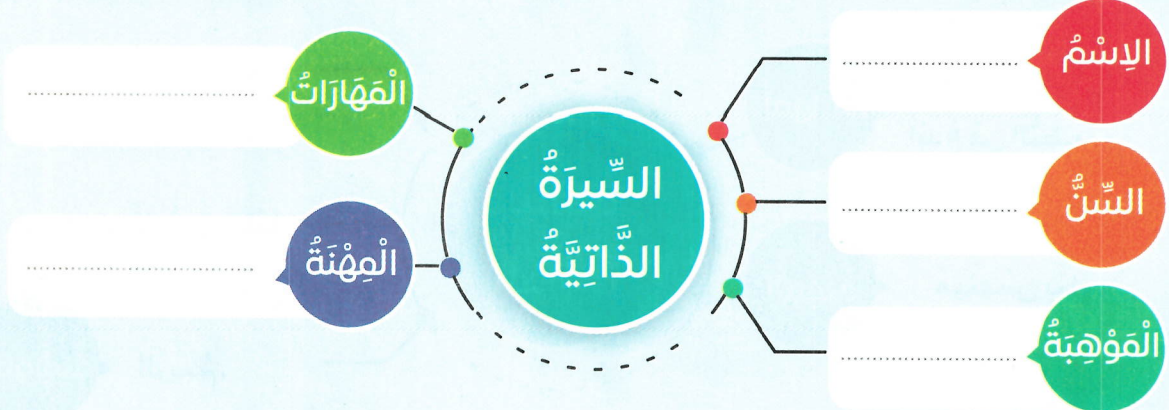 الِاسْمُ
السِّنُّ
الْمَوْهِبَةُ
السِّيرَةُ
الذَّاتِيَّةُ
الْمَهَارَاتُ
الْمِهْنَةُ